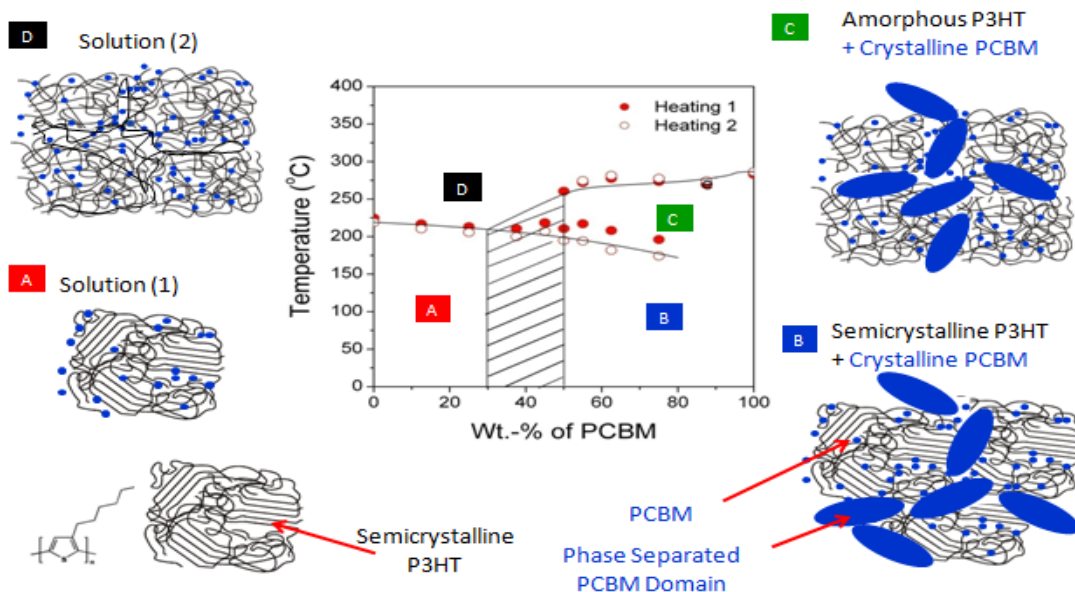 D
Solution (2)
C
Amorphous P3HT
+ Crystalline PCBM
400
350
300
250
200
150
100
50
0
Temperature (⁰C)
Heating 1
Heating 2
D
C
A
B
0
20
40
60
80
100
Wt.-% of PCBM
A
Solution (1)
B
Semicrystalline P3HT
+ Crystalline PCBM
Semicrystalline
P3HT
PCBM
Phase Separated
PCBM Domain